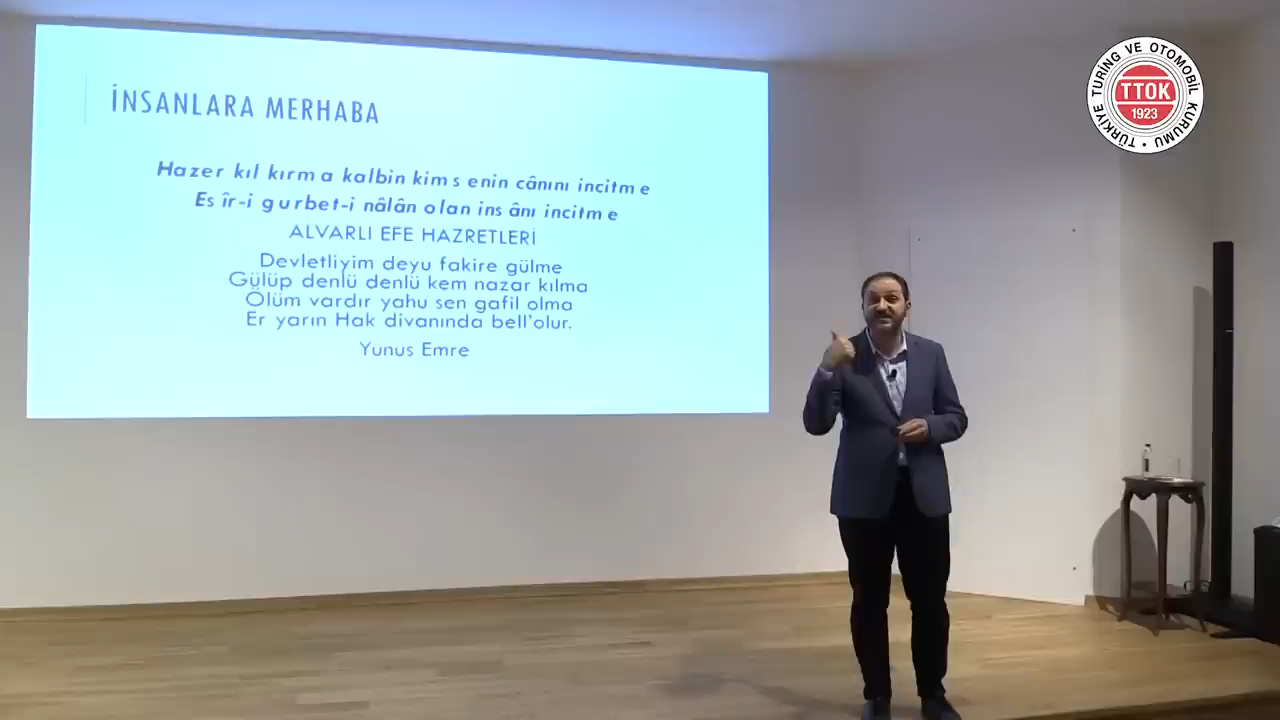 İNSANLARA MERHABA
Hazer kıl kırma kalbin kimsenin cânını incitme
Esîr-i gurbet-i nâlân olan insânı incitme
ALVARLI EFE HAZRETLERİ
Devletliyim deyu fakire gülme
Gülüp denlü denlü kem nazar kılma
Ölüm vardır yahu sen gafil olma
Er yarın Hak divanında bell'olur.
Yunus Emre
TÜRKİYE TURİNG VE OTOMOBİL KURUMU
TTOK
1923